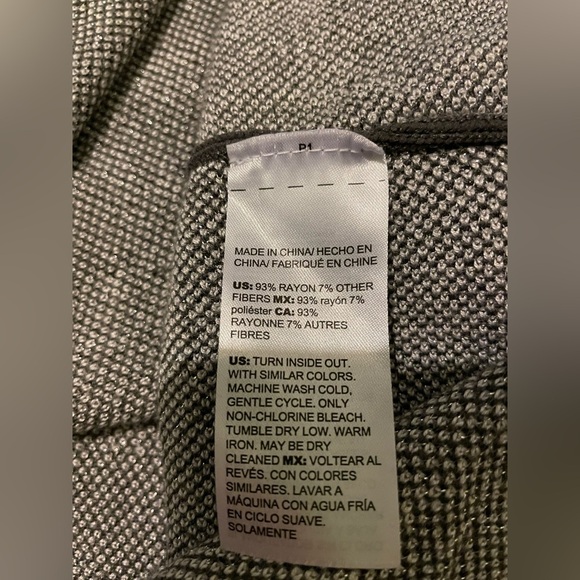 P1
MADE IN CHINA/ HECHO EN
CHINA/ FABRIQUÉ EN CHINE
US: 93% RAYON 7% OTHER
FIBERS MX: 93% rayón 7%
poliéster CA: 93%
RAYONNE 7% AUTRES
FIBRES
US: TURN INSIDE OUT.
WITH SIMILAR COLORS.
MACHINE WASH COLD,
GENTLE CYCLE. ONLY
NON-CHLORINE BLEACH.
TUMBLE DRY LOW. WARM
IRON. MAY BE DRY
CLEANED MX: VOLTEAR AL
REVÉS. CON COLORES
SIMILARES. LAVAR A
MÁQUINA CON AGUA FRÍA
EN CICLO SUAVE.
SOLAMENTE